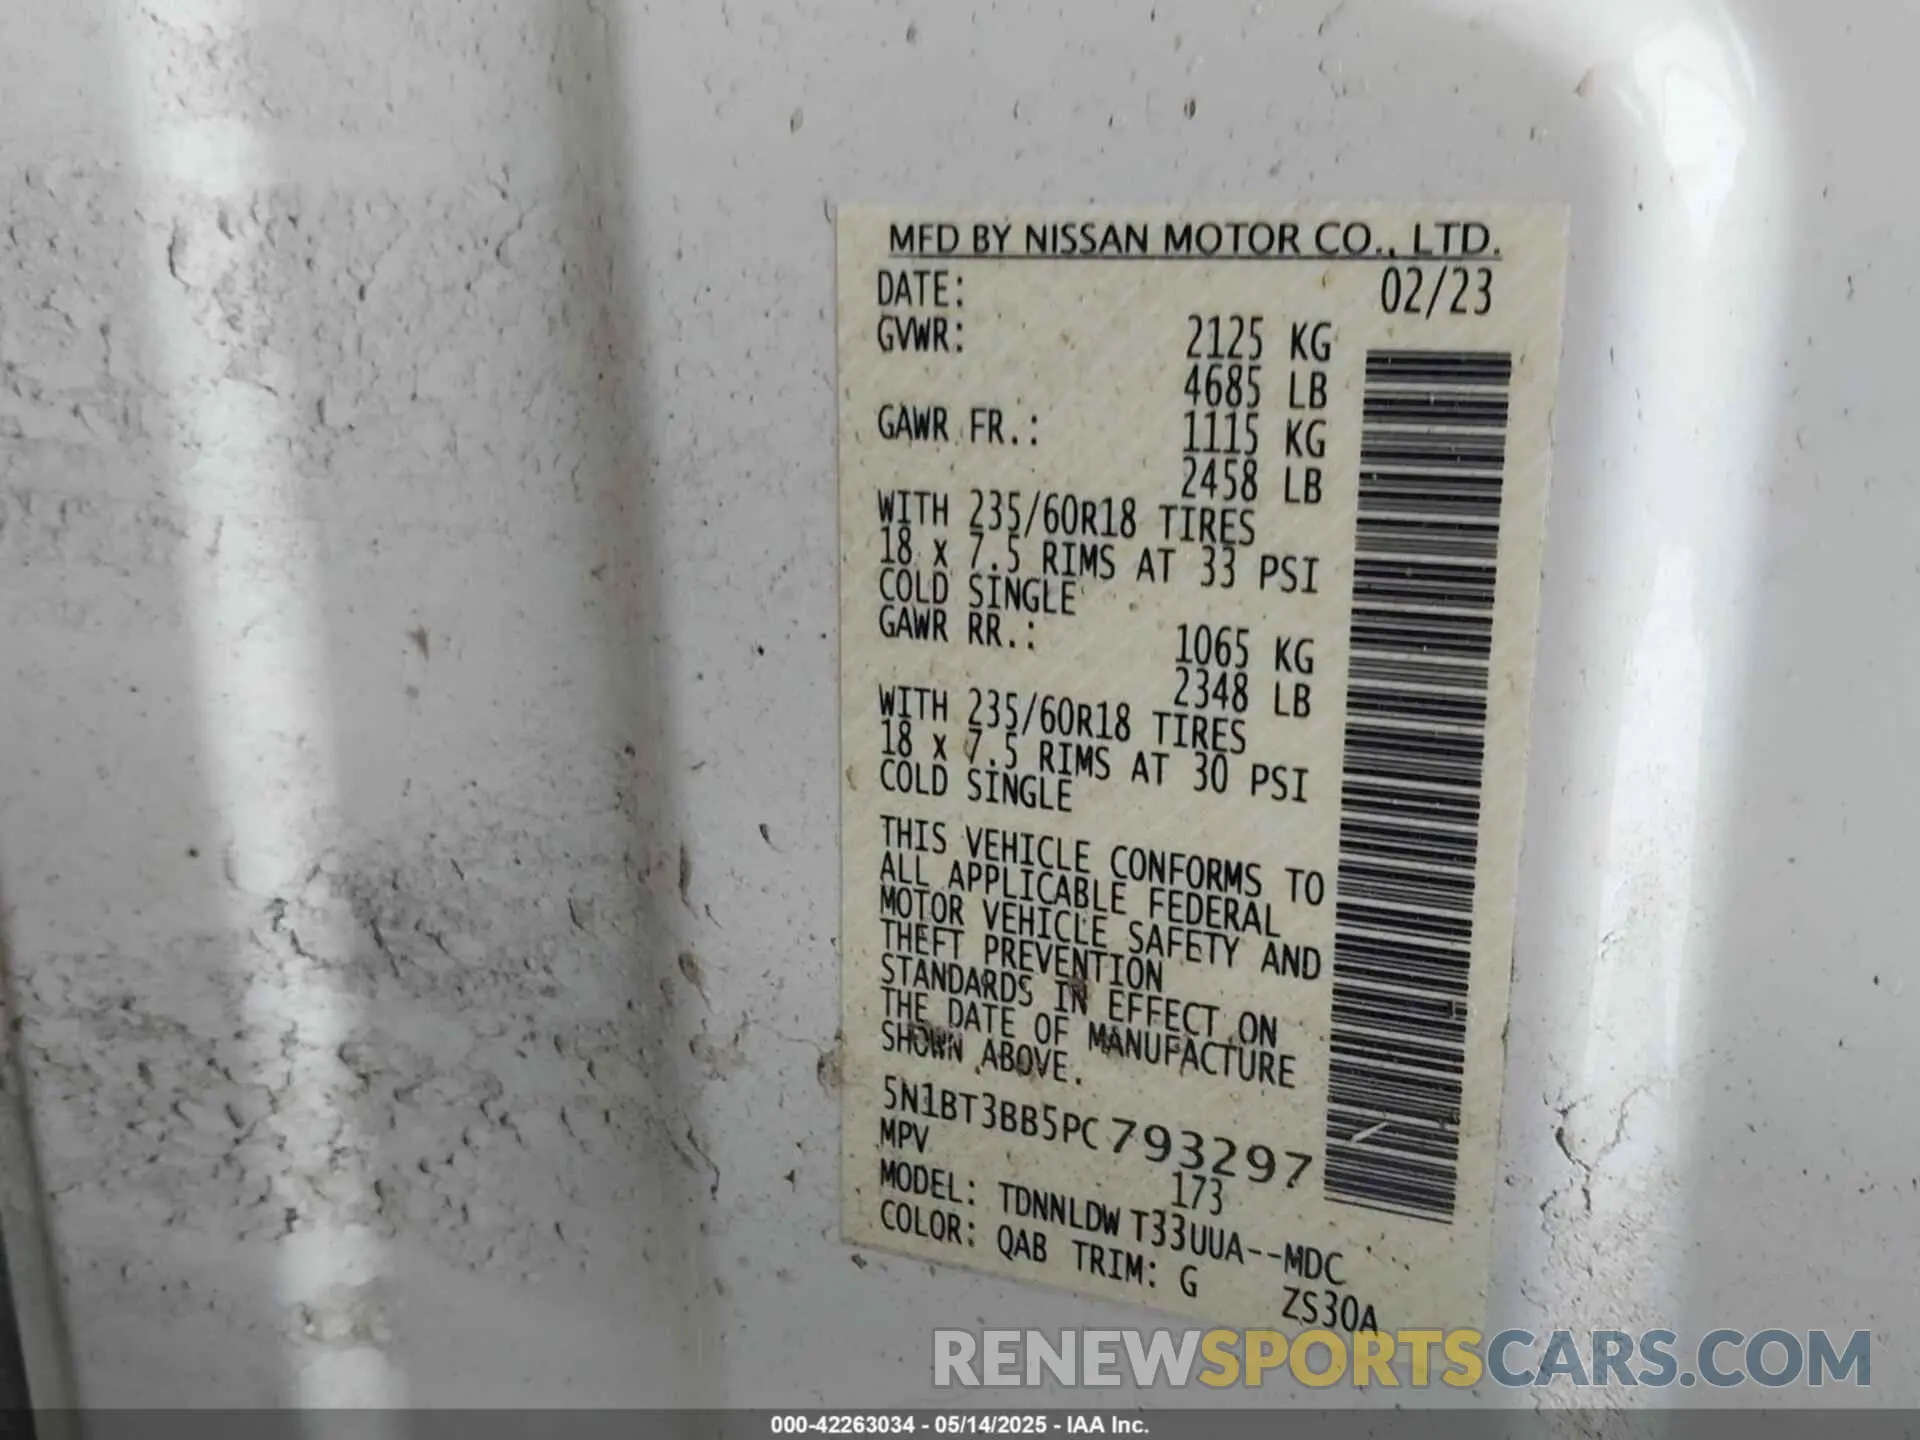 MFD BY NISSAN MOTOR CO., LTD.
DATE: 02/23
GVWR: 2125 KG
4685 LB
GAWR FR.: 1115 KG
2458 LB
WITH 235/60R18 TIRES
18 x 7.5 RIMS AT 33 PSI
COLD SINGLE
GAWR RR.: 1065 KG
2348 LB
WITH 235/60R18 TIRES
18 x 7.5 RIMS AT 30 PSI
COLD SINGLE
THIS VEHICLE CONFORMS TO
ALL APPLICABLE FEDERAL
MOTOR VEHICLE SAFETY AND
THEFT PREVENTION
STANDARDS IN EFFECT ON
THE DATE OF MANUFACTURE
SHOWN ABOVE.
5N1BT3BB5PC793297
MPV 173
MODEL: TDNNLDW T33UUA--MDC
COLOR: QAB TRIM: G ZS30A
RENEWSPORTSCARS.COM
000-42263034 - 05/14/2025 - IAA Inc.